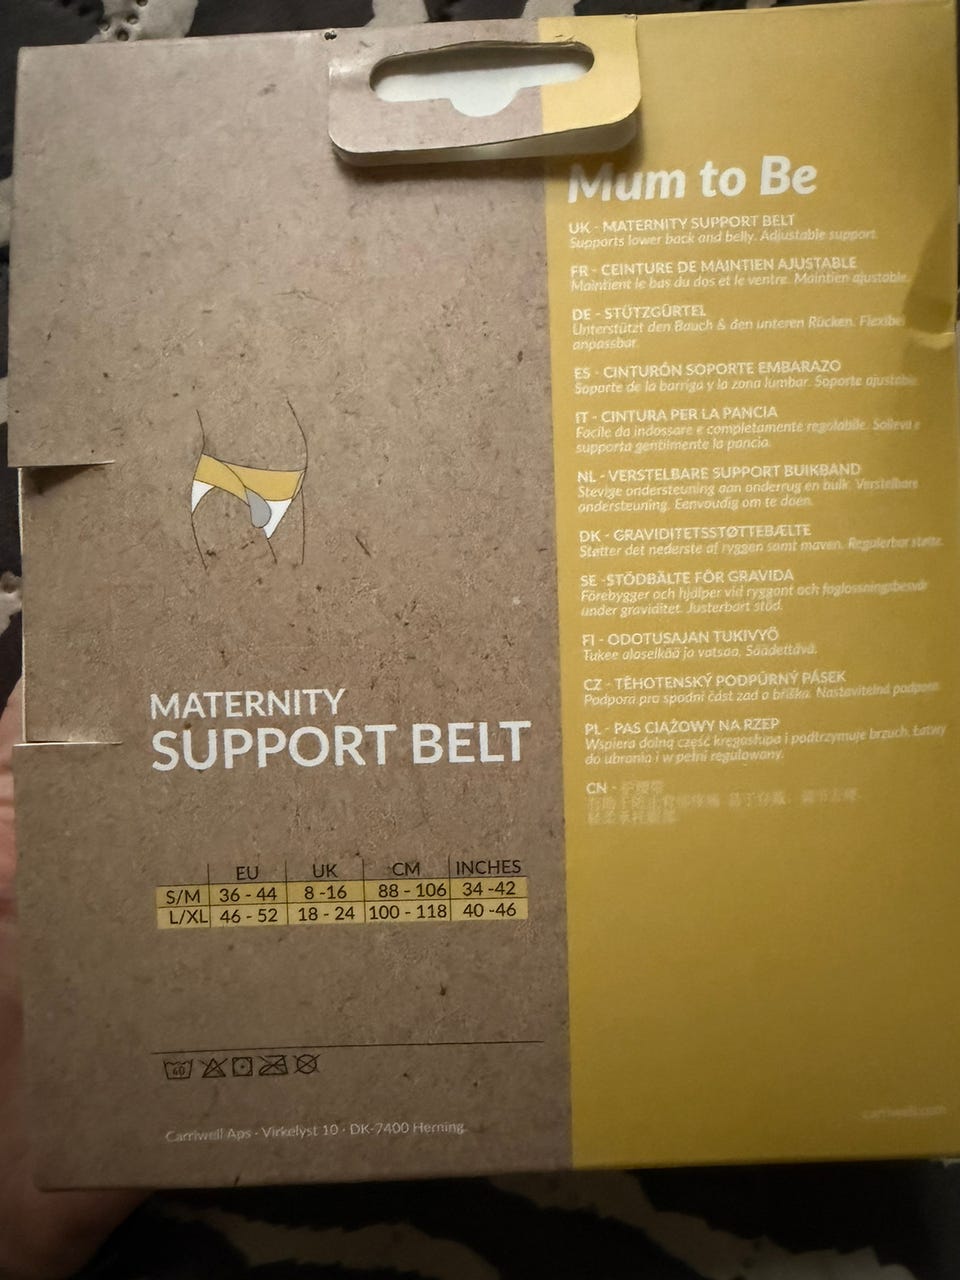 Mum to Be
UK - MATERNITY SUPPORT BELT
Supports lower back and belly. Adjustable support.
FR - CEINTURE DE MAINTIEN AJUSTABLE
Maintient le bas du dos et le ventre. Maintien ajustable.
DE - STÜTZGÜRTEL
Unterstützt den Bauch & den unteren Rücken. Flexibel
anpassbar.
ES - CINTURÓN SOPORTE EMBARAZO
Soporte de la barriga y la zona lumbar. Soporte ajustable.
IT - CINTURA PER LA PANCIA
Facile da indossare e completamente regolabile. Solleva e
supporta gentilmente la pancia.
NL - VERSTELBARE SUPPORT BUIKBAND
Stevige ondersteuning aan onderrug en buik. Verstelbare
ondersteuning. Eenvoudig om te doen.
DK - GRAVIDITETSSTØTTEBÆLTE
Støtter det nederste af ryggen samt maven. Regulerbar støtte.
SE -STÖDBÄLTE FÖR GRAVIDA
Förebygger och hjälper vid ryggont och foglossningsbesvär
under graviditet. Justerbart stöd.
FI - ODOTUSAJAN TUKIVYÖ
Tukee alaselkää ja vatsaa. Säädettävä.
CZ - TĚHOTENSKÝ PODPŮRNÝ PÁSEK
Podpora pro spodní část zad a bříška. Nastavitelná podpora.
PL - PAS CIĄŻOWY NA RZEP
Wspiera dolną część kręgosłupa i podtrzymuje brzuch. Łatwy
do ubrania i w pełni regulowany.
CN -
MATERNITY
SUPPORT BELT
EU UK CM INCHES
S/M 36 - 44 8 -16 88 - 106 34 -42
L/XL 46 - 52 18 - 24 100 - 118 40 -46
40
Carriwell Aps · Virkelyst 10 · DK-7400 Herning
carriwell.com